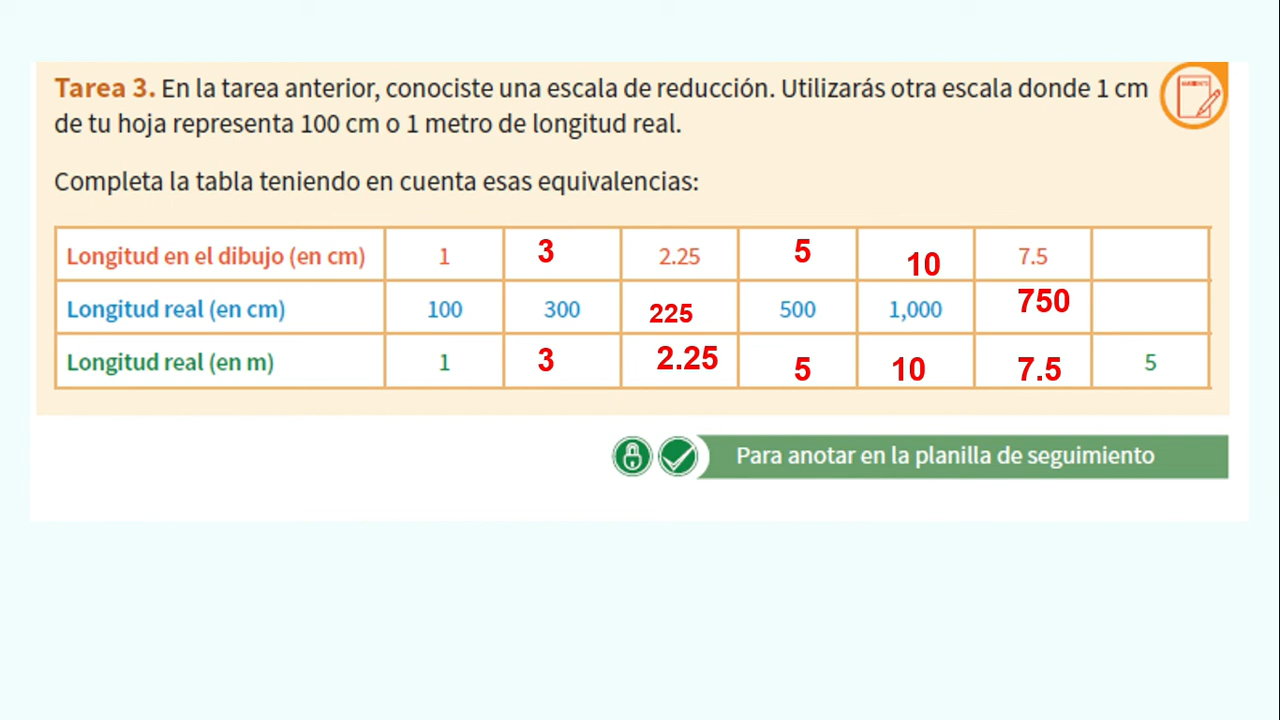 Tarea 3. En la tarea anterior, conociste una escala de reducción. Utilizarás otra escala donde 1 cm
de tu hoja representa 100 cm o 1 metro de longitud real.
Completa la tabla teniendo en cuenta esas equivalencias:
Longitud en el dibujo (en cm) 1 3 2.25 5 10 7.5
Longitud real (en cm) 100 300 225 500 1,000 750
Longitud real (en m) 1 3 2.25 5 10 7.5 5
Para anotar en la planilla de seguimiento